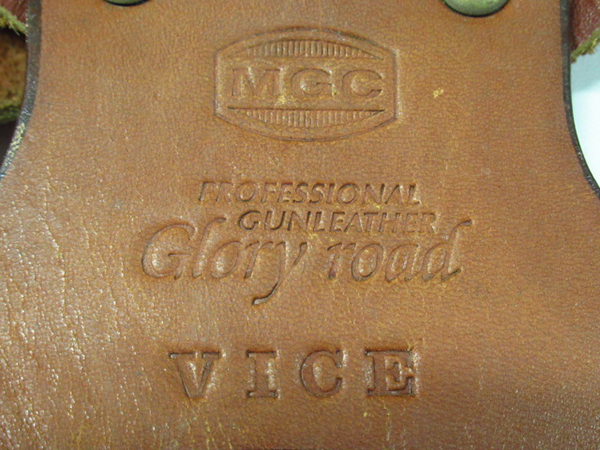 MGC
PROFESSIONAL
GUNLEATHER
Glory road
VICE